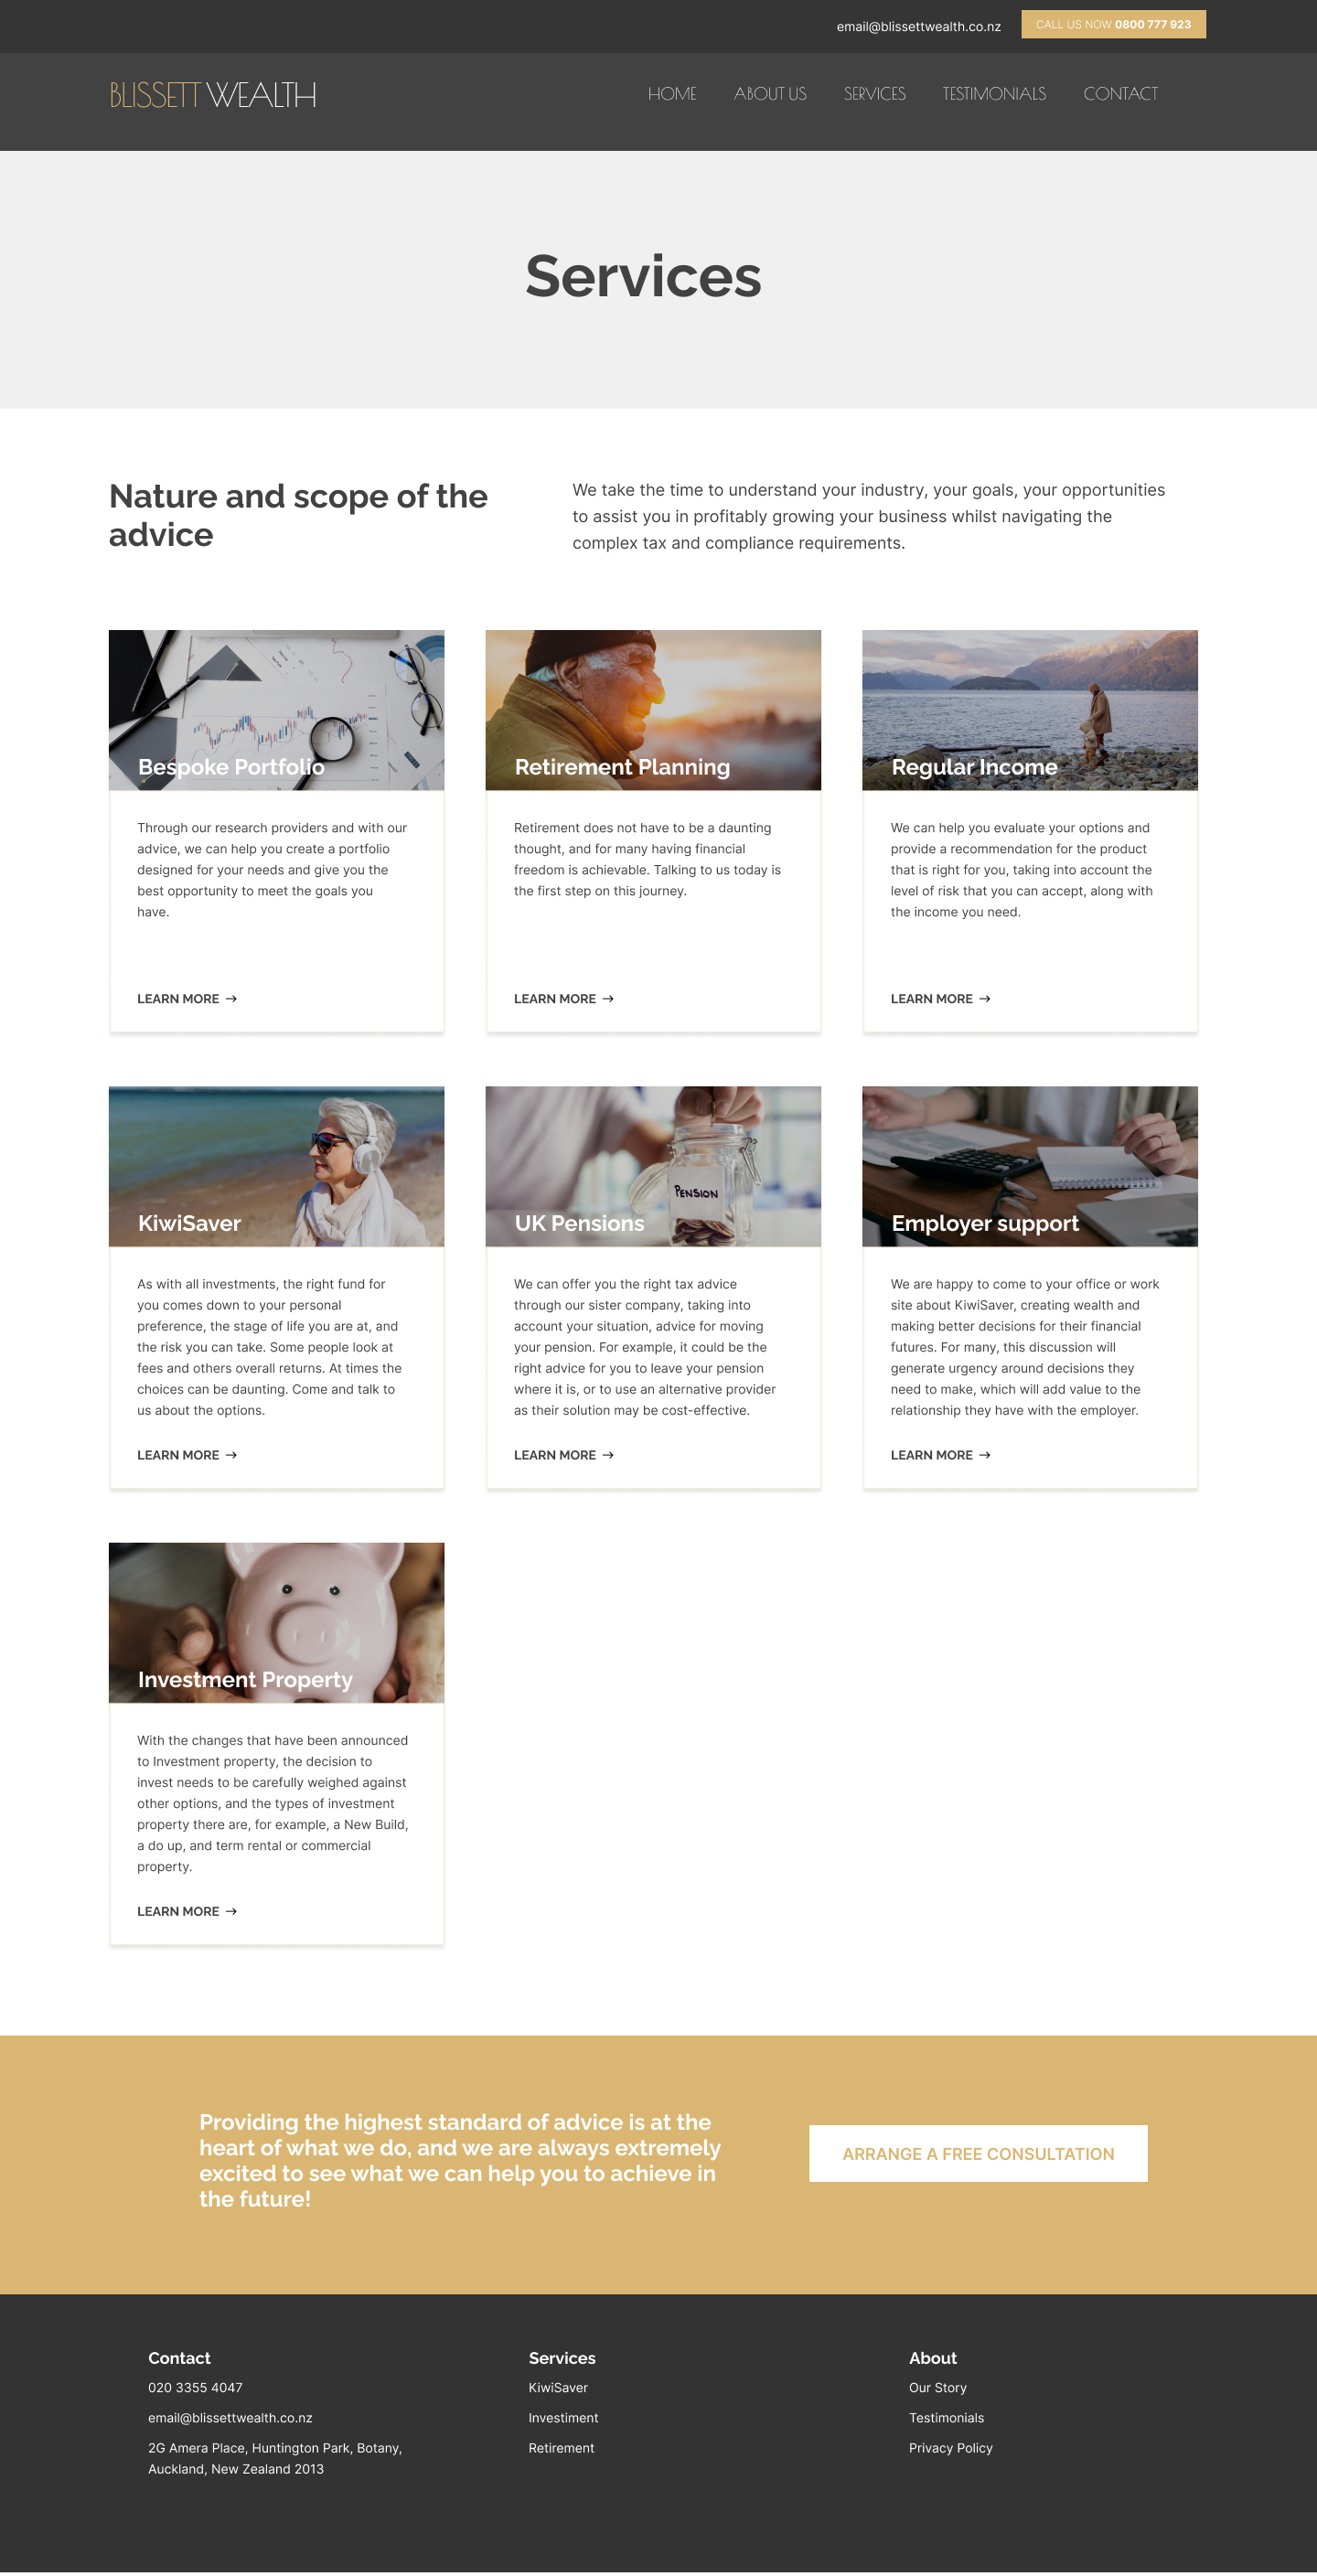 email@blissettwealth.co.nz
CALL US NOW 0800 777 923
BLISSETT WEALTH
HOME ABOUT US SERVICES TESTIMONIALS CONTACT
Services
Nature and scope of the
advice
We take the time to understand your industry, your goals, your opportunities
to assist you in profitably growing your business whilst navigating the
complex tax and compliance requirements.
Bespoke Portfolio
Through our research providers and with our
advice, we can help you create a portfolio
designed for your needs and give you the
best opportunity to meet the goals you
have.
LEARN MORE →
Retirement Planning
Retirement does not have to be a daunting
thought, and for many having financial
freedom is achievable. Talking to us today is
the first step on this journey.
LEARN MORE →
Regular Income
We can help you evaluate your options and
provide a recommendation for the product
that is right for you, taking into account the
level of risk that you can accept, along with
the income you need.
LEARN MORE →
KiwiSaver
As with all investments, the right fund for
you comes down to your personal
preference, the stage of life you are at, and
the risk you can take. Some people look at
fees and others overall returns. At times the
choices can be daunting. Come and talk to
us about the options.
LEARN MORE →
PENSION
UK Pensions
We can offer you the right tax advice
through our sister company, taking into
account your situation, advice for moving
your pension. For example, it could be the
right advice for you to leave your pension
where it is, or to use an alternative provider
as their solution may be cost-effective.
LEARN MORE →
Employer support
We are happy to come to your office or work
site about KiwiSaver, creating wealth and
making better decisions for their financial
futures. For many, this discussion will
generate urgency around decisions they
need to make, which will add value to the
relationship they have with the employer.
LEARN MORE →
Investment Property
With the changes that have been announced
to Investment property, the decision to
invest needs to be carefully weighed against
other options, and the types of investment
property there are, for example, a New Build,
a do up, and term rental or commercial
property.
LEARN MORE →
Providing the highest standard of advice is at the
heart of what we do, and we are always extremely
excited to see what we can help you to achieve in
the future!
ARRANGE A FREE CONSULTATION
Contact
020 3355 4047
email@blissettwealth.co.nz
2G Amera Place, Huntington Park, Botany,
Auckland, New Zealand 2013
Services
KiwiSaver
Investiment
Retirement
About
Our Story
Testimonials
Privacy Policy